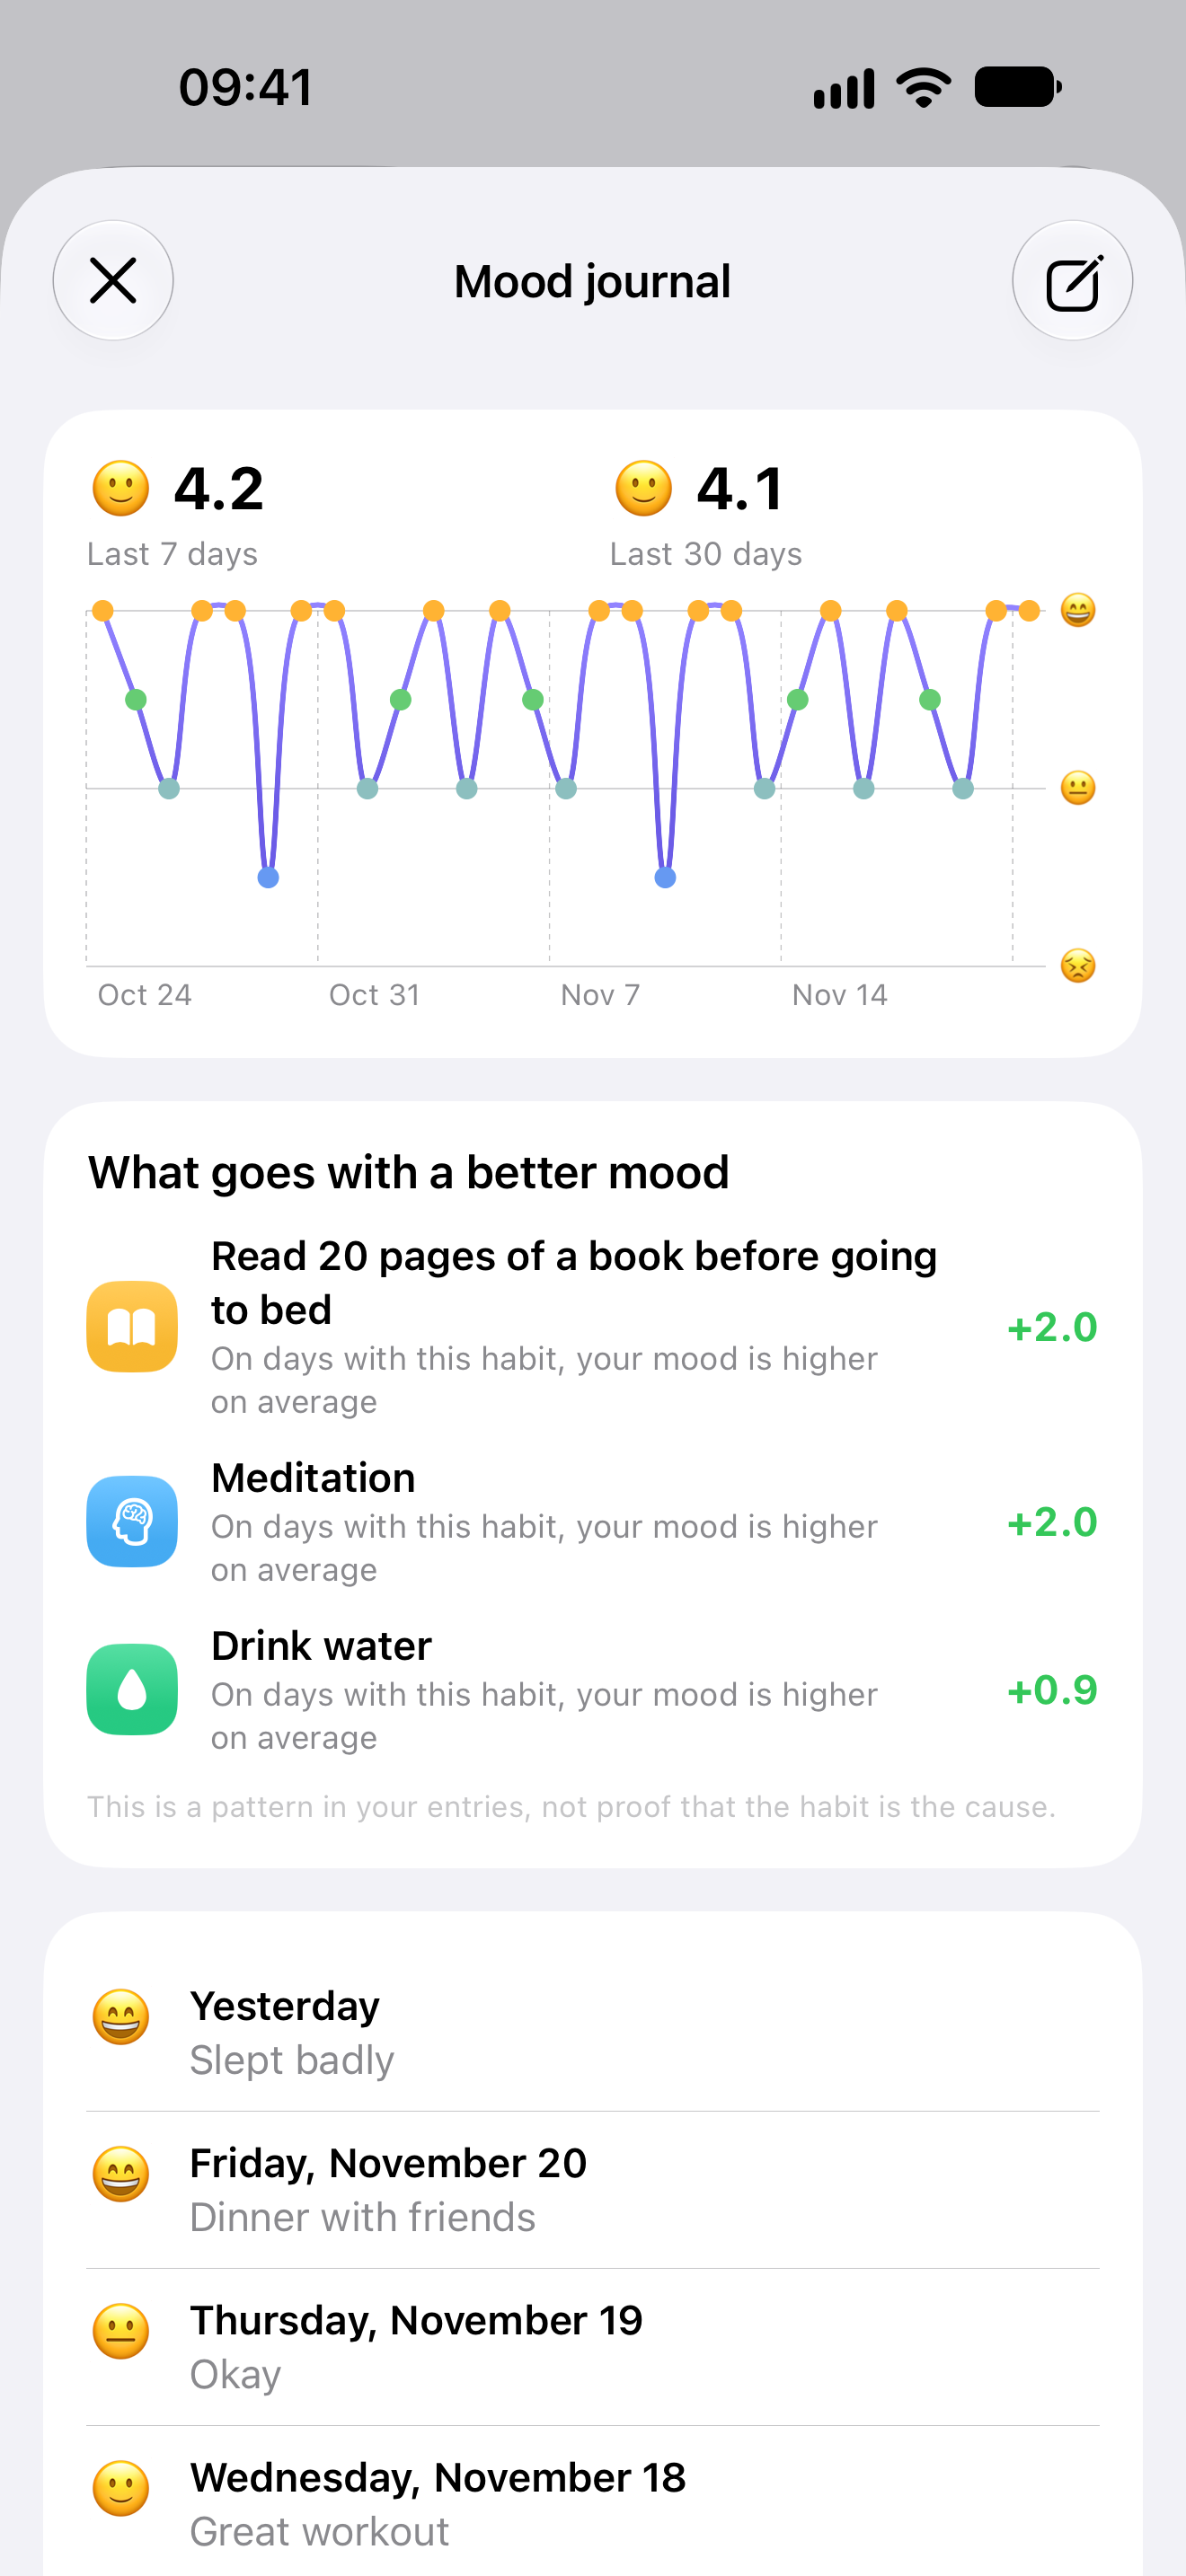 09:41
Mood journal
4.2
4.1
Last 7 days
Last 30 days
Oct 24
Oct 31
Nov 7
Nov 14
What goes with a better mood
Read 20 pages of a book before going
to bed
On days with this habit, your mood is higher
on average
+2.0
Meditation
On days with this habit, your mood is higher
on average
+2.0
Drink water
On days with this habit, your mood is higher
on average
+0.9
This is a pattern in your entries, not proof that the habit is the cause.
Yesterday
Slept badly
Friday, November 20
Dinner with friends
Thursday, November 19
Okay
Wednesday, November 18
Great workout